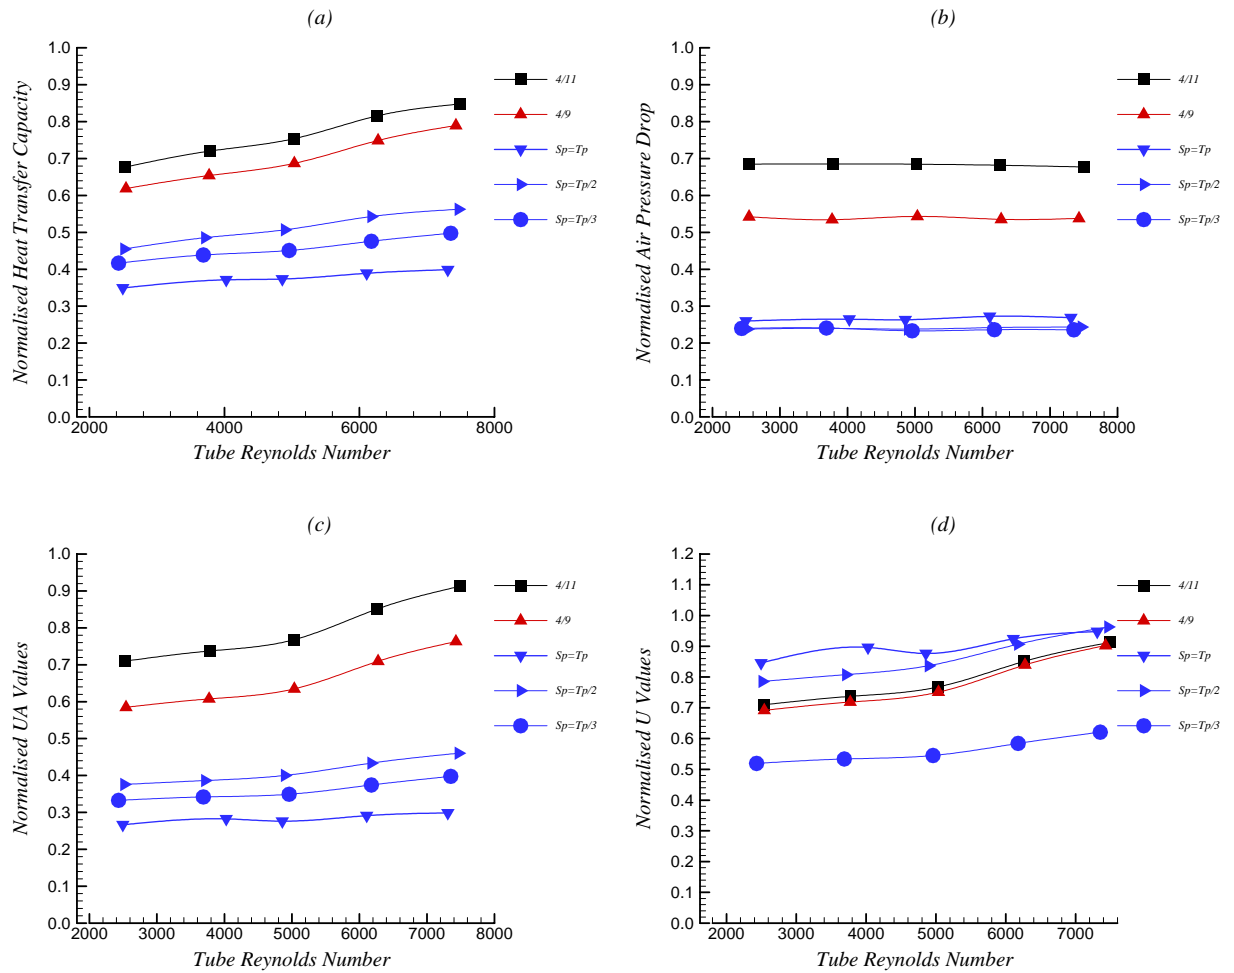 (a)
Normalised Heat Transfer Capacity
1.0
0.9
0.8
0.7
0.6
0.5
0.4
0.3
0.2
0.1
0.0
2000 3000 4000 5000 6000 7000 8000
Tube Reynolds Number
4/11
4/9
Sp=Tp
Sp=Tp/2
Sp=Tp/3
(b)
Normalised Air Pressure Drop
1.0
0.9
0.8
0.7
0.6
0.5
0.4
0.3
0.2
0.1
0.0
2000 3000 4000 5000 6000 7000 8000
Tube Reynolds Number
4/11
4/9
Sp=Tp
Sp=Tp/2
Sp=Tp/3
(c)
Normalised UA Values
1.0
0.9
0.8
0.7
0.6
0.5
0.4
0.3
0.2
0.1
0.0
2000 3000 4000 5000 6000 7000 8000
Tube Reynolds Number
4/11
4/9
Sp=Tp
Sp=Tp/2
Sp=Tp/3
(d)
Normalised U Values
1.2
1.1
1.0
0.9
0.8
0.7
0.6
0.5
0.4
0.3
0.2
0.1
0.0
2000 3000 4000 5000 6000 7000
Tube Reynolds Number
4/11
4/9
Sp=Tp
Sp=Tp/2
Sp=Tp/3